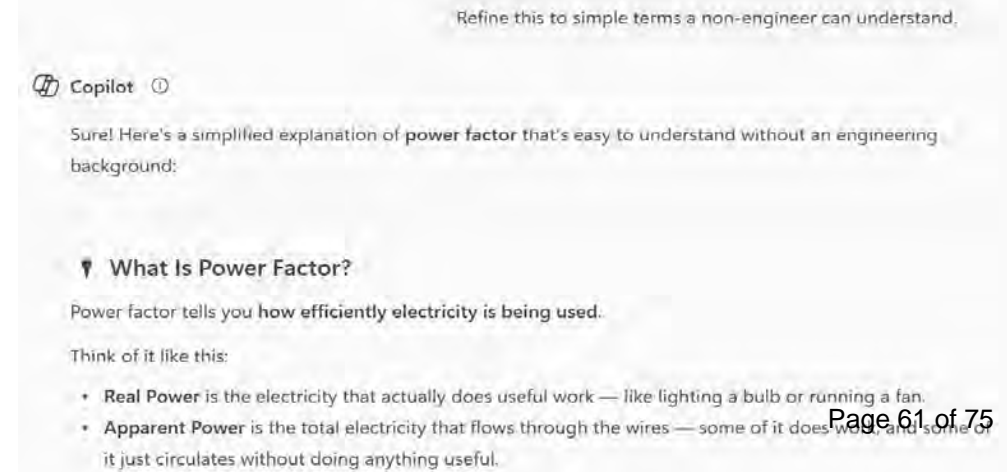 Refine this to simple terms a non-engineer can understand.
Copilot
Sure! Here's a simplified explanation of power factor that's easy to understand without an engineering
background:
What Is Power Factor?
Power factor tells you how efficiently electricity is being used.
Think of it like this:
• Real Power is the electricity that actually does useful work — like lighting a bulb or running a fan.
• Apparent Power is the total electricity that flows through the wires — some of it does work, and some of
Page 61 of 75
it just circulates without doing anything useful.